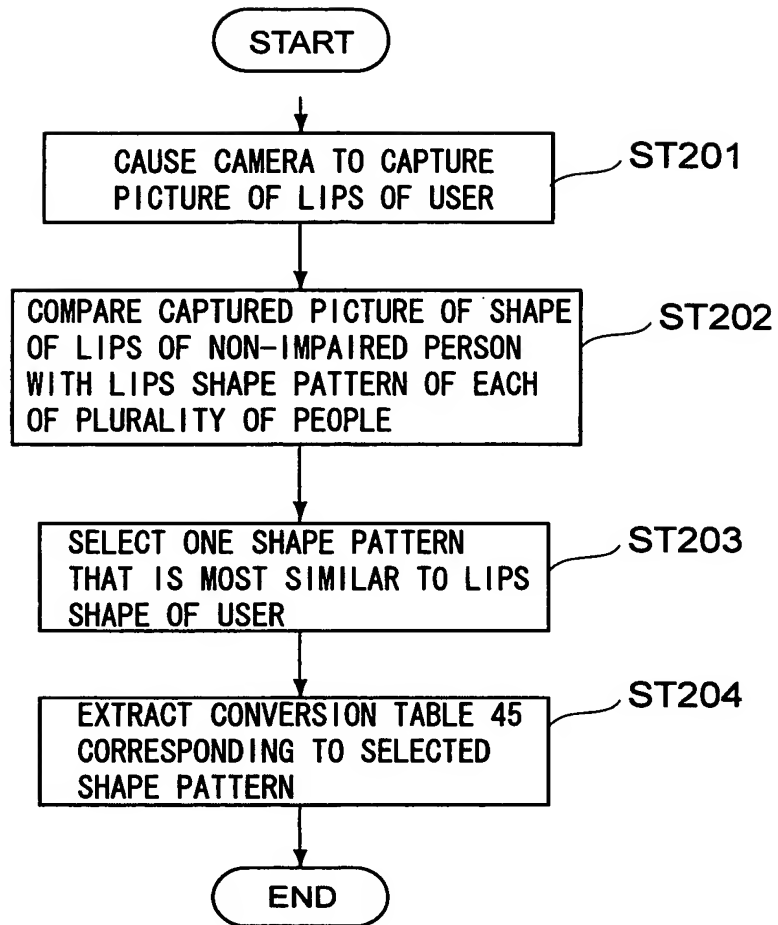 START
CAUSE CAMERA TO CAPTURE
PICTURE OF LIPS OF USER
ST201
COMPARE CAPTURED PICTURE OF SHAPE
OF LIPS OF NON-IMPAIRED PERSON
WITH LIPS SHAPE PATTERN OF EACH
OF PLURALITY OF PEOPLE
ST202
SELECT ONE SHAPE PATTERN
THAT IS MOST SIMILAR TO LIPS
SHAPE OF USER
ST203
EXTRACT CONVERSION TABLE 45
CORRESPONDING TO SELECTED
SHAPE PATTERN
ST204
END